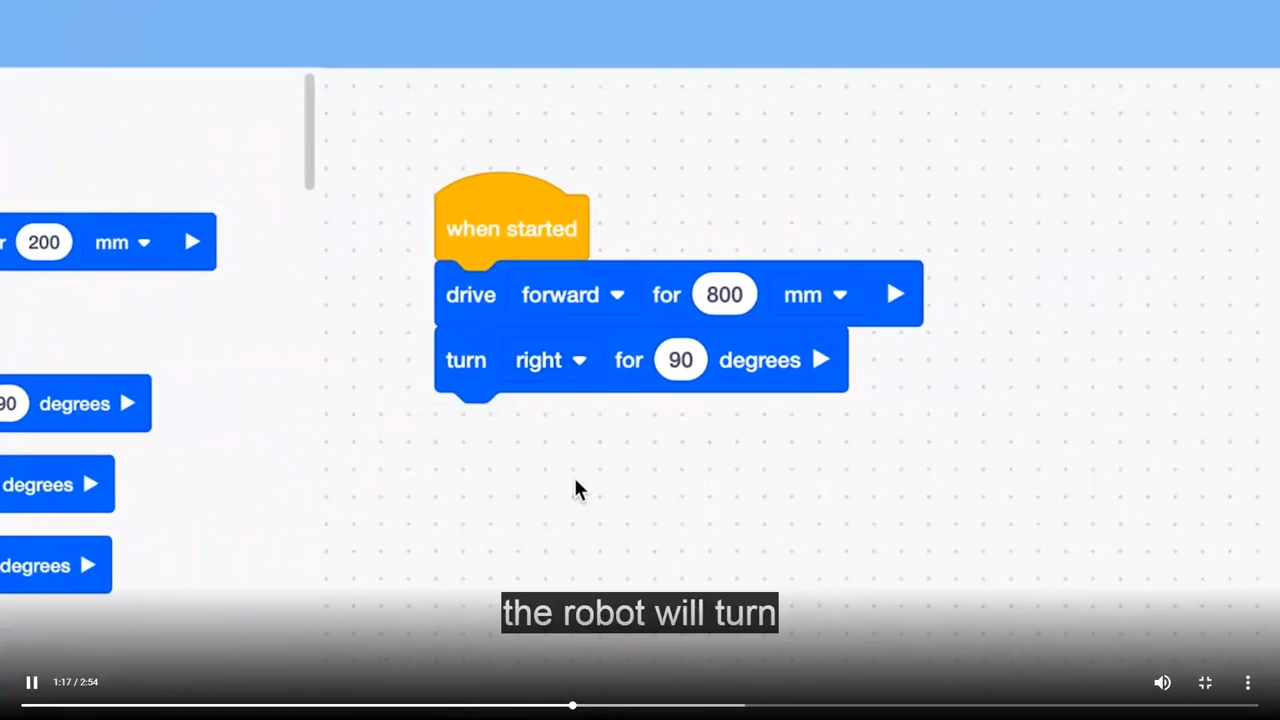 when started
r 200 mm
drive forward for 800 mm
turn right for 90 degrees
90 degrees
degrees
degrees
the robot will turn
1:17 / 2:54